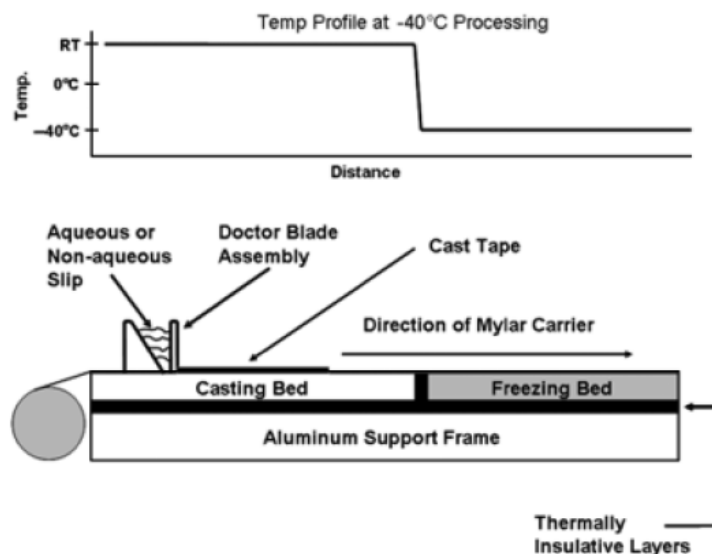 Temp Profile at -40°C Processing
RT
0°C
–40°C
Temp.
Distance
Aqueous or
Non-aqueous
Slip
Doctor Blade
Assembly
Cast Tape
Direction of Mylar Carrier
Casting Bed
Freezing Bed
Aluminum Support Frame
Thermally
Insulative Layers